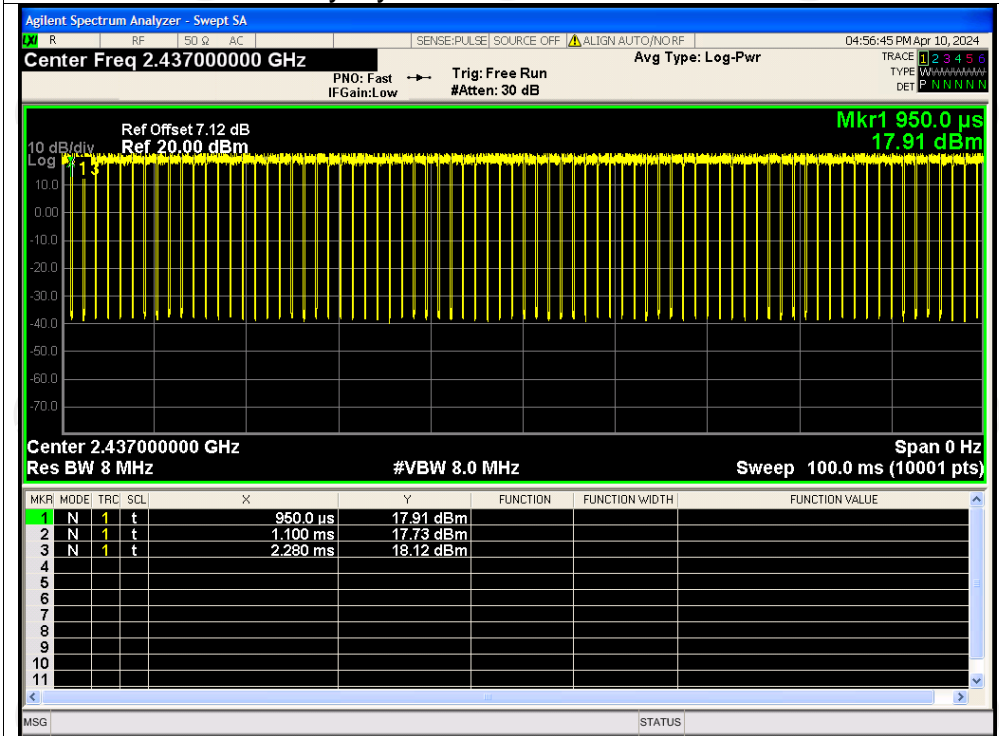 Agilent Spectrum Analyzer - Swept SA
LXI R RF 50 Ω AC SENSE:PULSE SOURCE OFF ALIGN AUTO/NO RF 04:56:45 PM Apr 10, 2024
Center Freq 2.437000000 GHz Avg Type: Log-Pwr TRACE 1 2 3 4 5 6
PNO: Fast Trig: Free Run TYPE W
IFGain:Low #Atten: 30 dB DET P N N N N N
Mkr1 950.0 µs
17.91 dBm
Ref Offset 7.12 dB
10 dB/div Ref 20.00 dBm
Log
1 3
10.0
0.00
-10.0
-20.0
-30.0
-40.0
-50.0
-60.0
-70.0
Center 2.437000000 GHz Span 0 Hz
Res BW 8 MHz #VBW 8.0 MHz Sweep 100.0 ms (10001 pts)
MKR MODE TRC SCL X Y FUNCTION FUNCTION WIDTH FUNCTION VALUE
1 N 1 t 950.0 µs 17.91 dBm
2 N 1 t 1.100 ms 17.73 dBm
3 N 1 t 2.280 ms 18.12 dBm
4
5
6
7
8
9
10
11
MSG STATUS